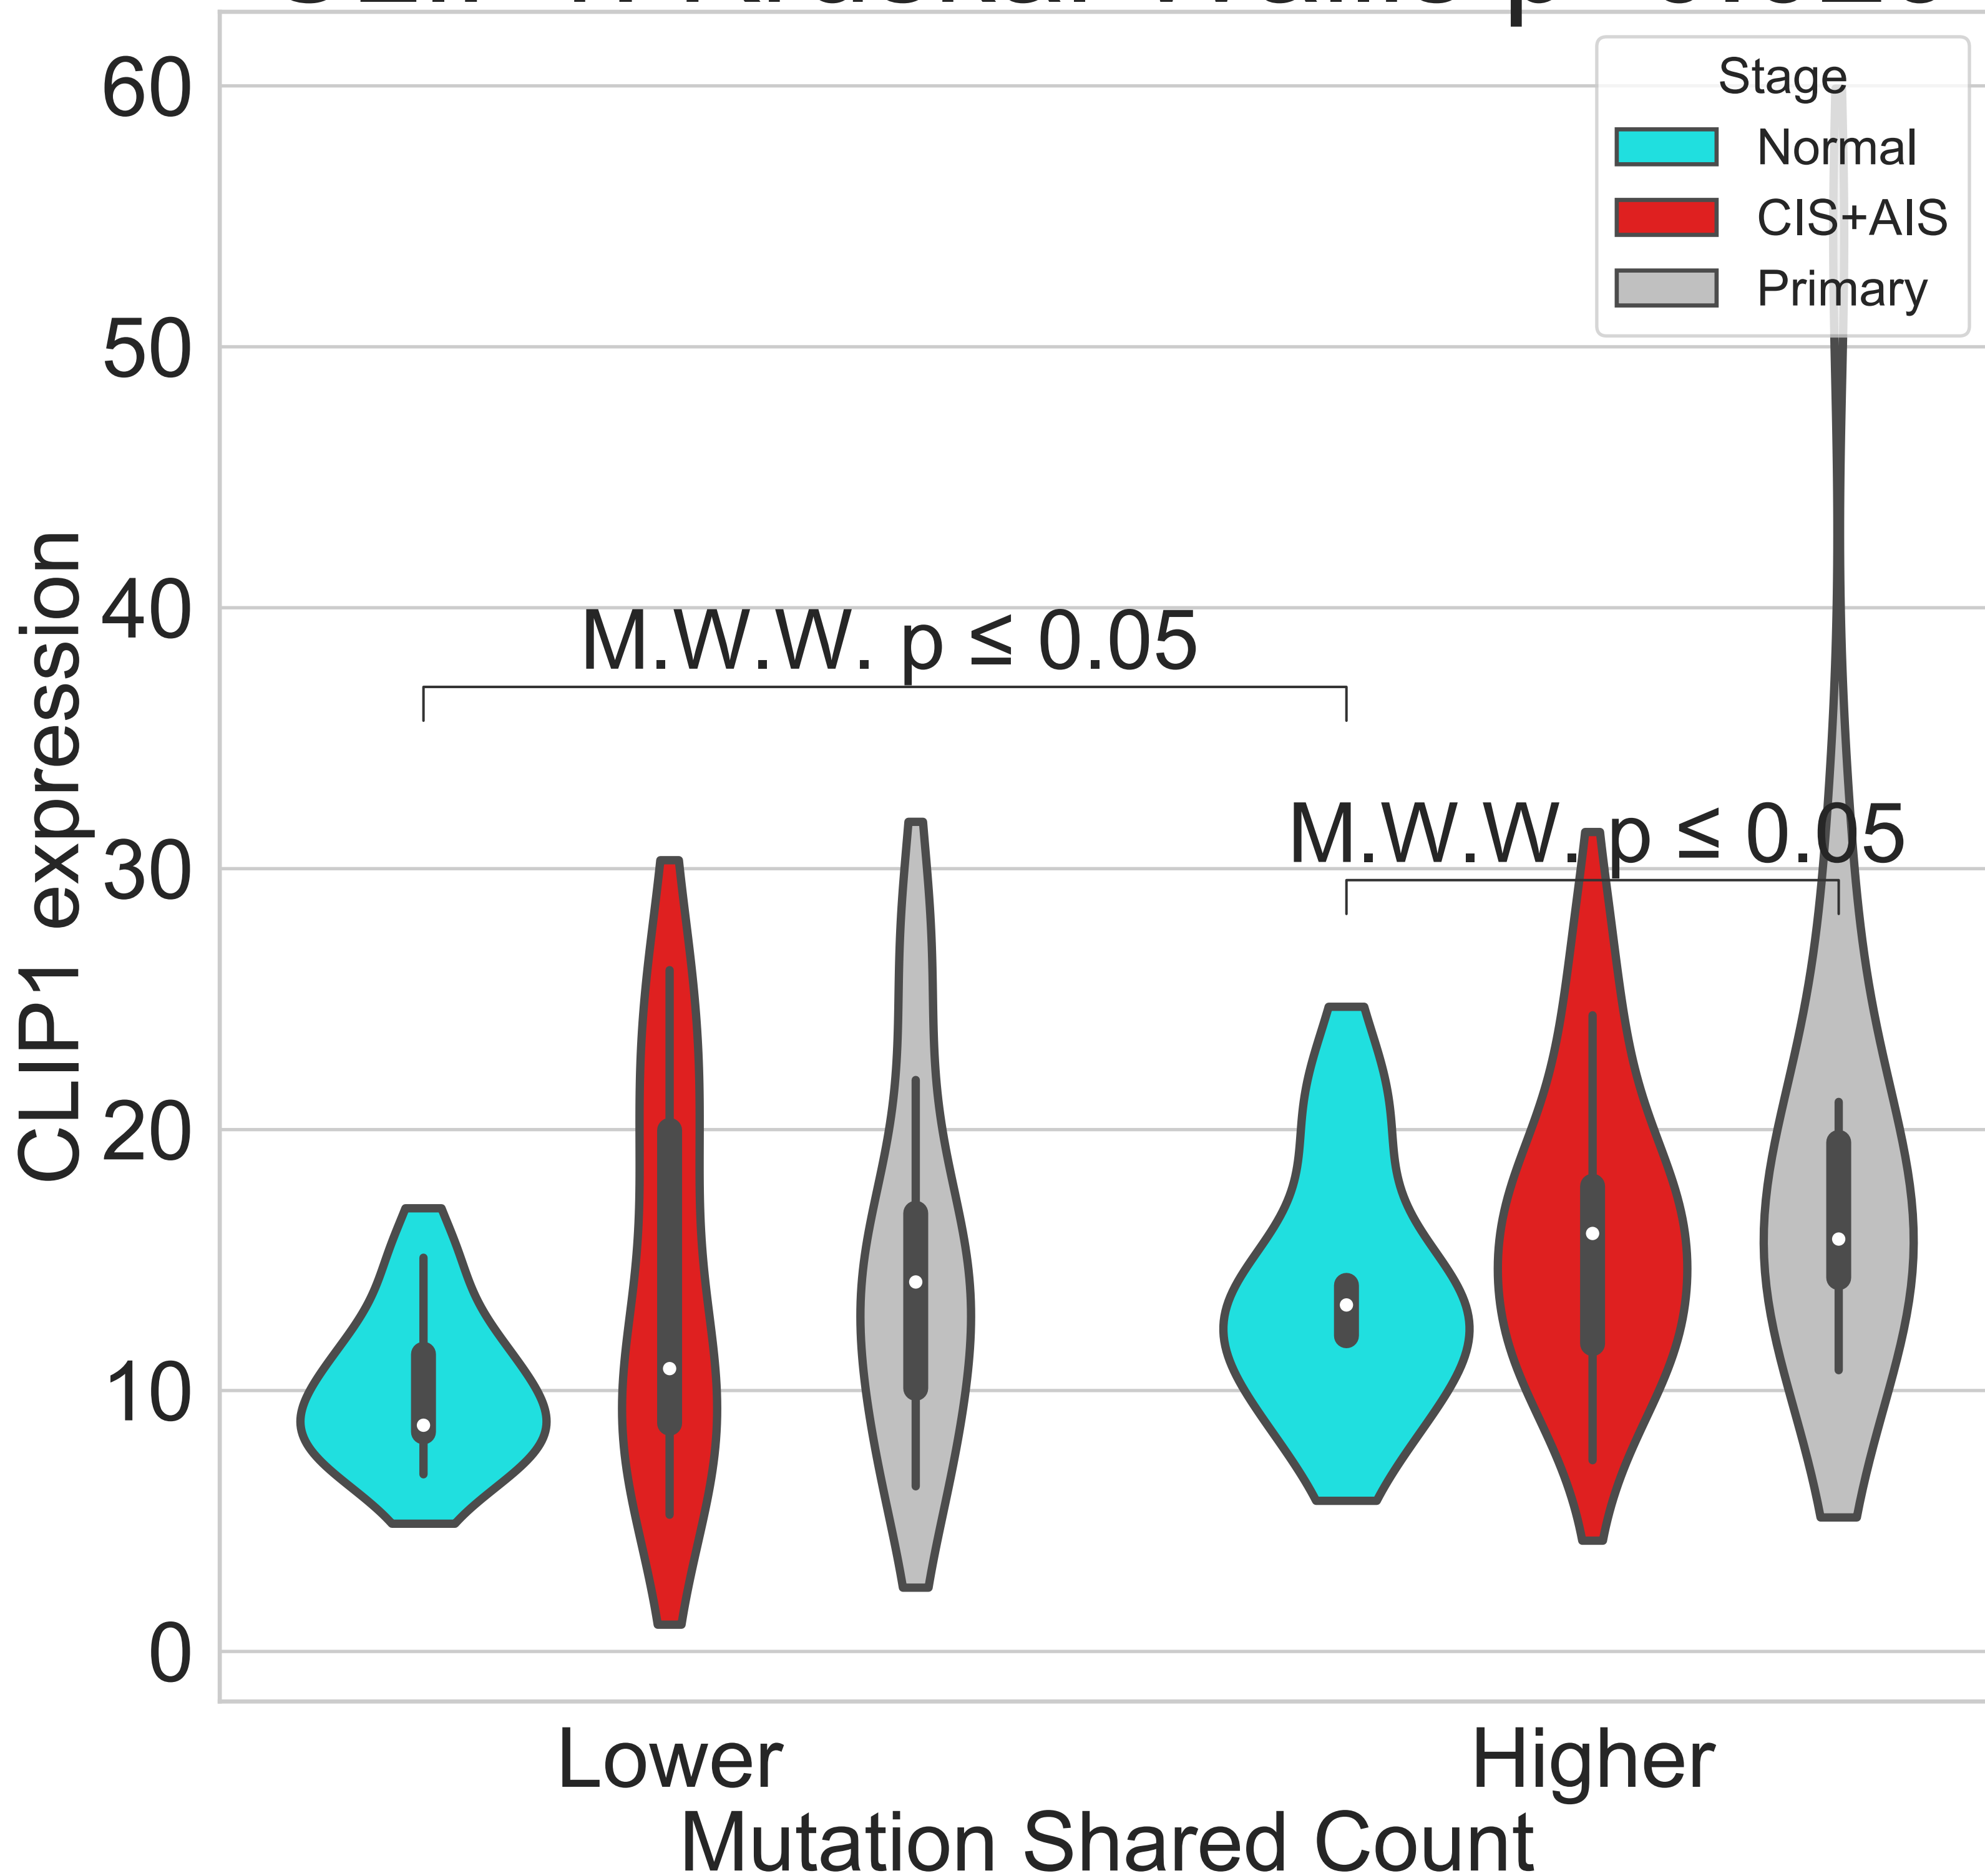 Stage
Normal
CIS+AIS
Primary
60
50
40
30
20
10
0
CLIP1 expression
M.W.W. p ≤ 0.05
M.W.W. p ≤ 0.05
Lower
Higher
Mutation Shared Count